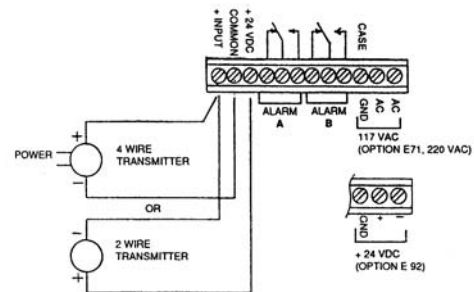 + INPUT
COMMON
+ 24 VDC
CASE
ALARM
A
ALARM
B
GND
AC
AC
117 VAC
(OPTION E71, 220 VAC)
+
POWER
4 WIRE
TRANSMITTER
−
OR
−
2 WIRE
TRANSMITTER
+
GND
+
−
+ 24 VDC
(OPTION E 92)